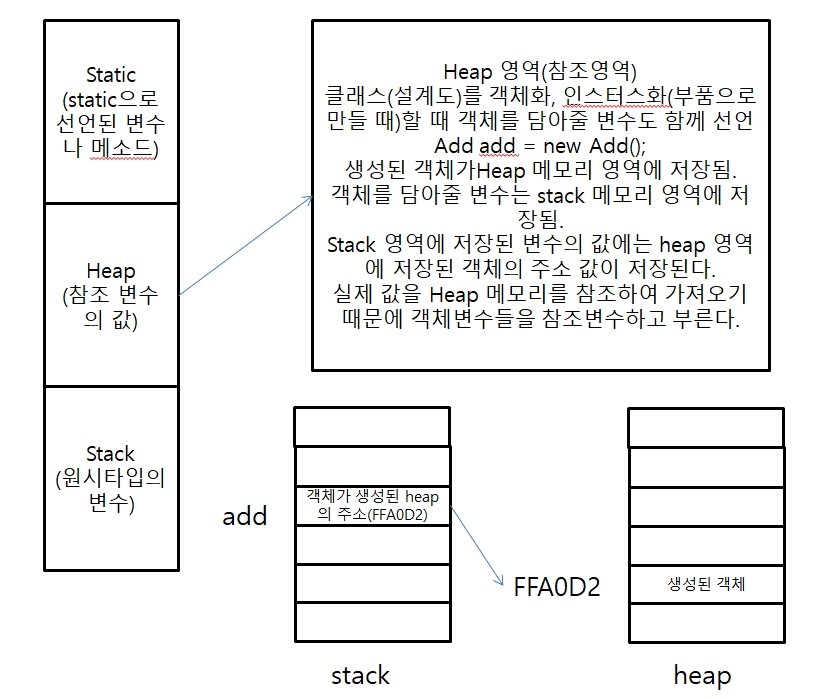 Static
(static으로
선언된 변수
나 메소드)
Heap
(참조 변수
의 값)
Stack
(원시타입의
변수)
Heap 영역(참조영역)
클래스(설계도)를 객체화, 인스터스화(부품으로
만들 때)할 때 객체를 담아줄 변수도 함께 선언
Add add = new Add();
생성된 객체가Heap 메모리 영역에 저장됨.
객체를 담아줄 변수는 stack 메모리 영역에 저
장됨.
Stack 영역에 저장된 변수의 값에는 heap 영역
에 저장된 객체의 주소 값이 저장된다.
실제 값을 Heap 메모리를 참조하여 가져오기
때문에 객체변수들을 참조변수하고 부른다.
add
객체가 생성된 heap
의 주소(FFA0D2)
stack
FFA0D2
생성된 객체
heap